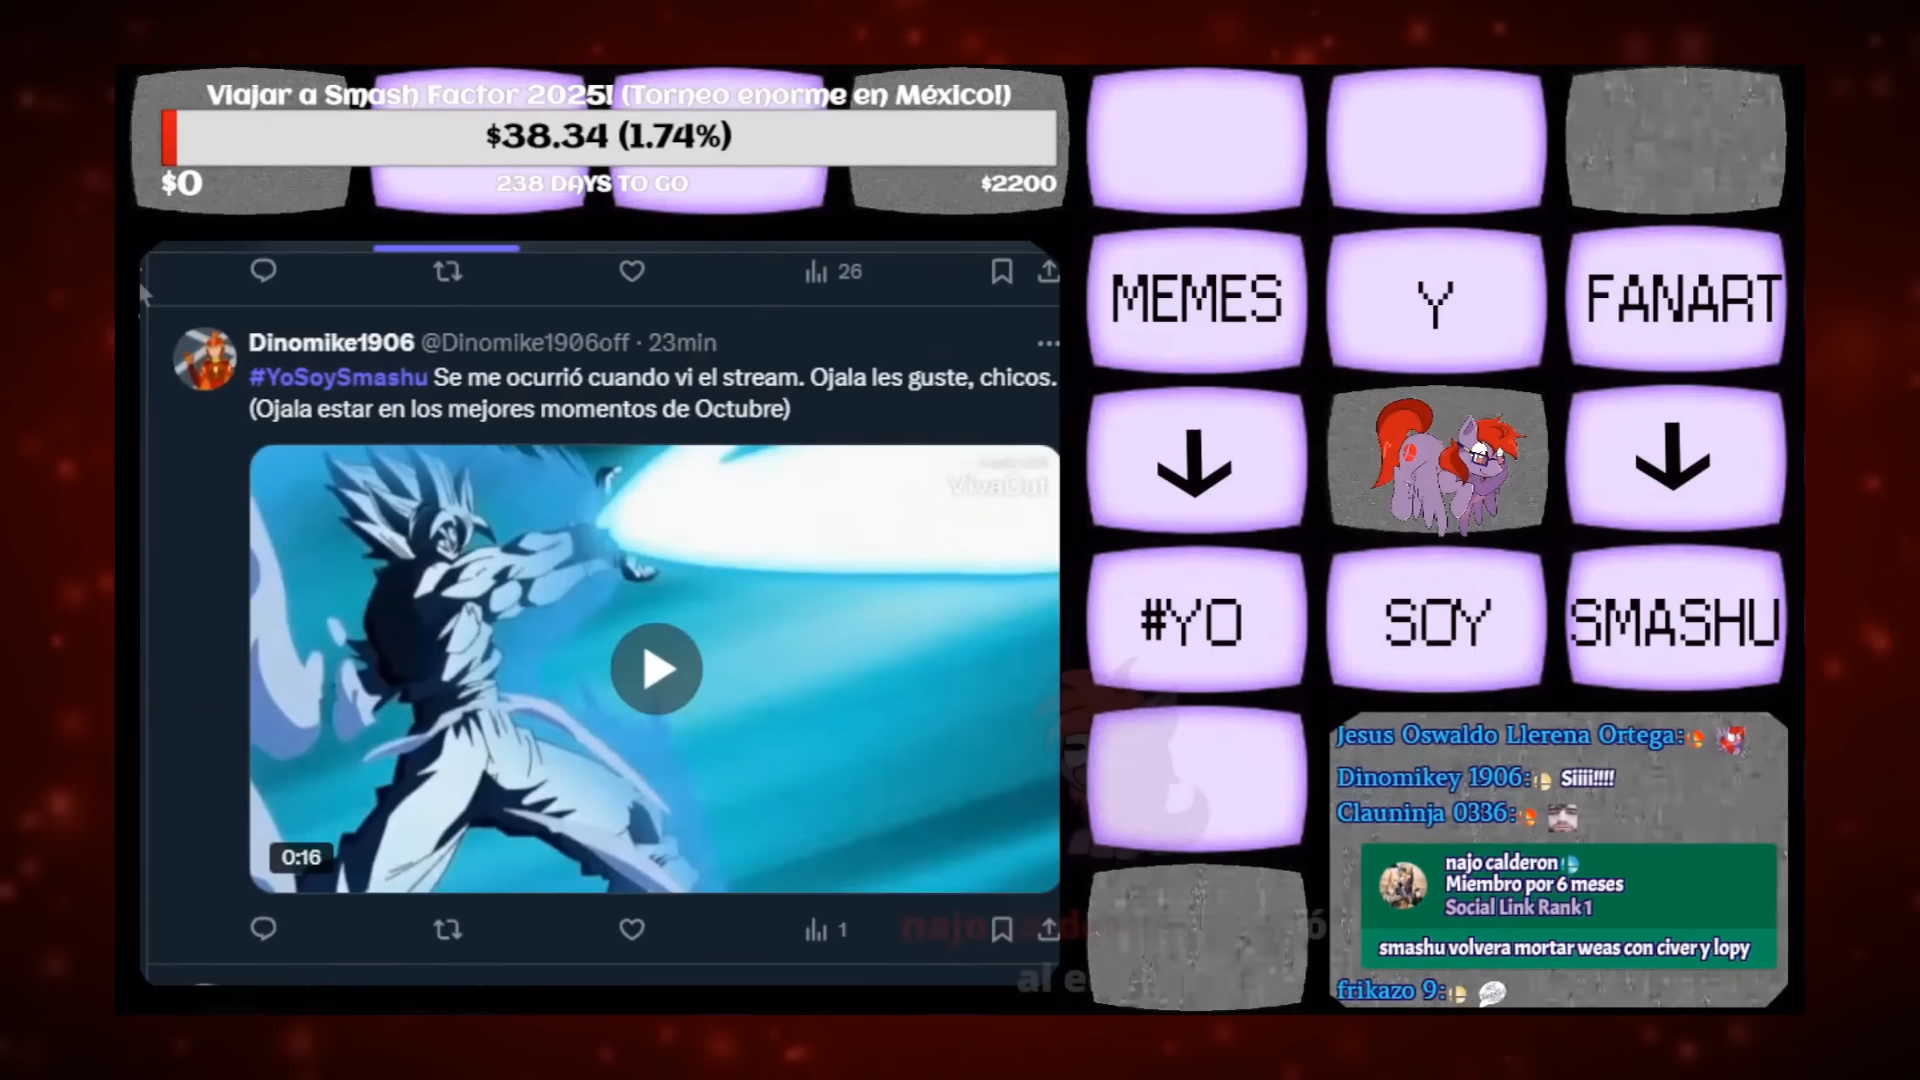 Viajar a Smash Factor 2025! (Torneo enorme en México!)
$38.34 (1.74%)
$0
238 DAYS TO GO
$2200
26
Dinomike1906 @Dinomike1906off · 23min
#YoSoySmashu Se me ocurrió cuando vi el stream. Ojala les guste, chicos.
(Ojala estar en los mejores momentos de Octubre)
VivaCut
0:16
1
najo
al e
MEMES Y FANART
#YO SOY SMASHU
Jesus Oswaldo Llerena Ortega:
Dinomikey 1906: Siiii!!!!
Clauninja 0336:
najo calderon
Miembro por 6 meses
Social Link Rank 1
smashu volvera mortar weas con civer y lopy
frikazo 9: